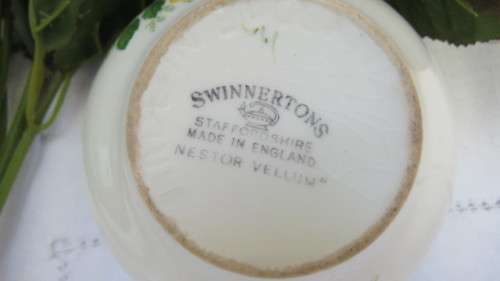 SWINNERTONS
STAFFORDSHIRE
MADE IN ENGLAND
NESTOR VELLUM